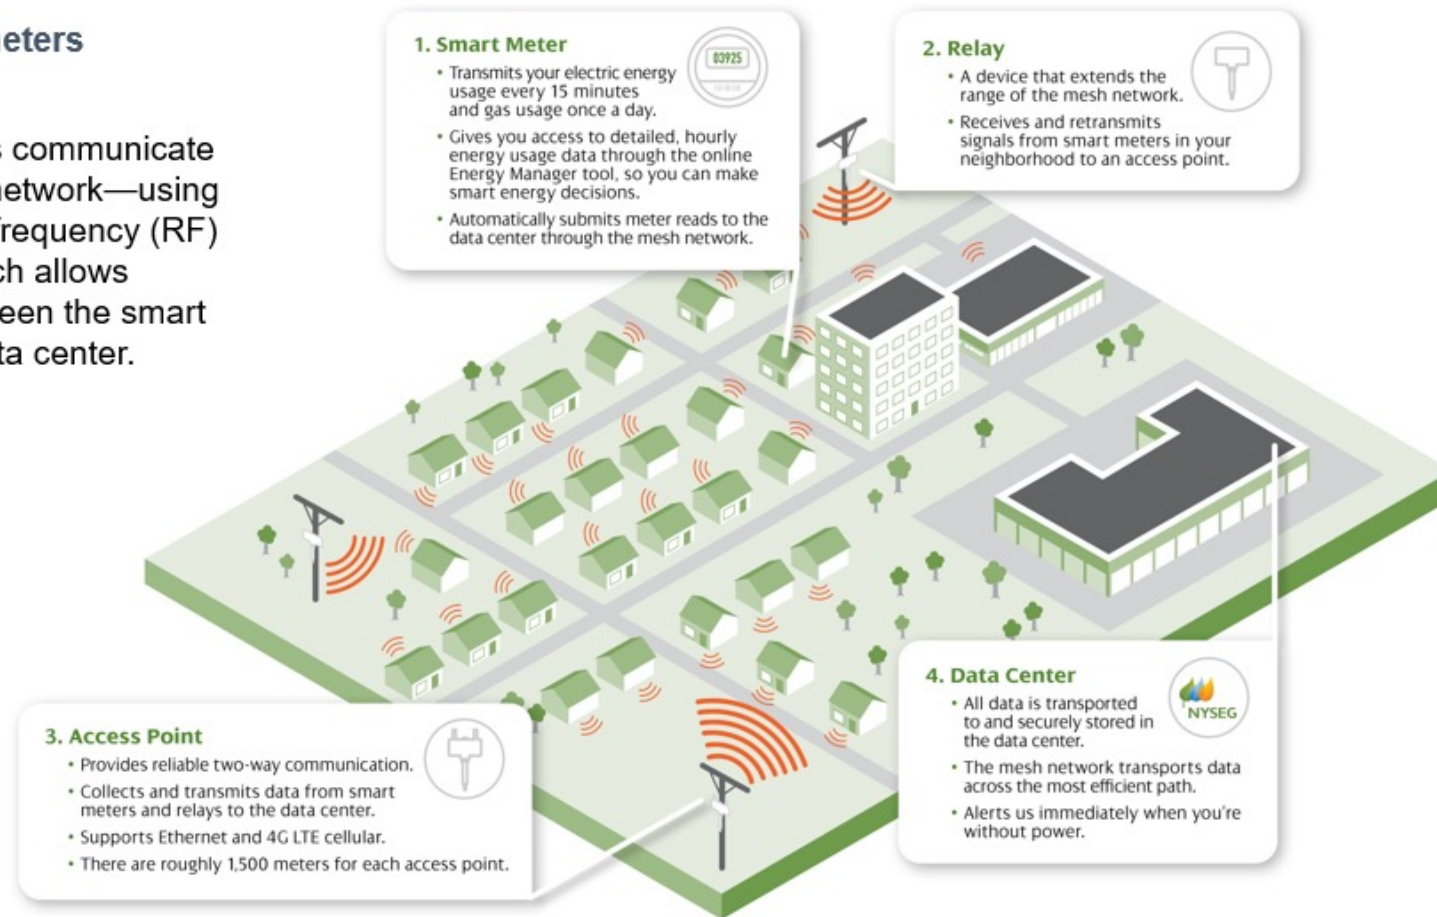 eters
s communicate
network—using
frequency (RF)
ch allows
een the smart
ta center.
1. Smart Meter
• Transmits your electric energy
usage every 15 minutes
and gas usage once a day.
• Gives you access to detailed, hourly
energy usage data through the online
Energy Manager tool, so you can make
smart energy decisions.
• Automatically submits meter reads to the
data center through the mesh network.
03925
2. Relay
• A device that extends the
range of the mesh network.
• Receives and retransmits
signals from smart meters in your
neighborhood to an access point.
3. Access Point
• Provides reliable two-way communication.
• Collects and transmits data from smart
meters and relays to the data center.
• Supports Ethernet and 4G LTE cellular.
• There are roughly 1,500 meters for each access point.
4. Data Center
• All data is transported
to and securely stored in
the data center.
• The mesh network transports data
across the most efficient path.
• Alerts us immediately when you're
without power.
NYSEG